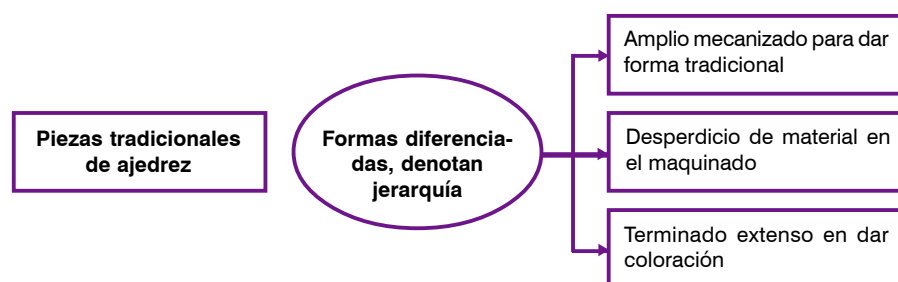 Piezas tradicionales
de ajedrez
Formas diferencia-
das, denotan
jerarquía
Amplio mecanizado para dar
forma tradicional
Desperdicio de material en
el maquinado
Terminado extenso en dar
coloración